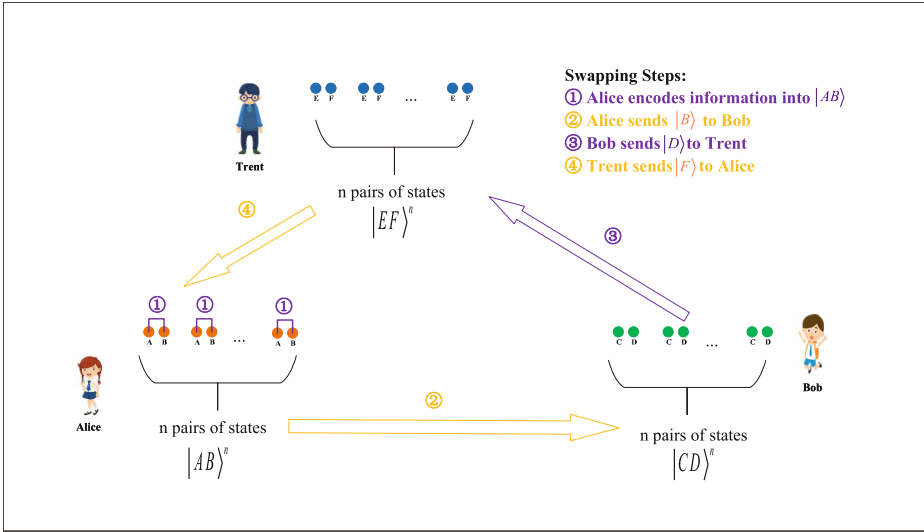 Swapping Steps:
① Alice encodes information into |AB⟩
② Alice sends |B⟩ to Bob
③ Bob sends |D⟩ to Trent
④ Trent sends |F⟩ to Alice
E F E F ... E F
Trent
n pairs of states
|EF⟩ⁿ
④
③
① ① ①
A B A B ... A B
C D C D ... C D
Alice
Bob
②
n pairs of states
|AB⟩ⁿ
n pairs of states
|CD⟩ⁿ